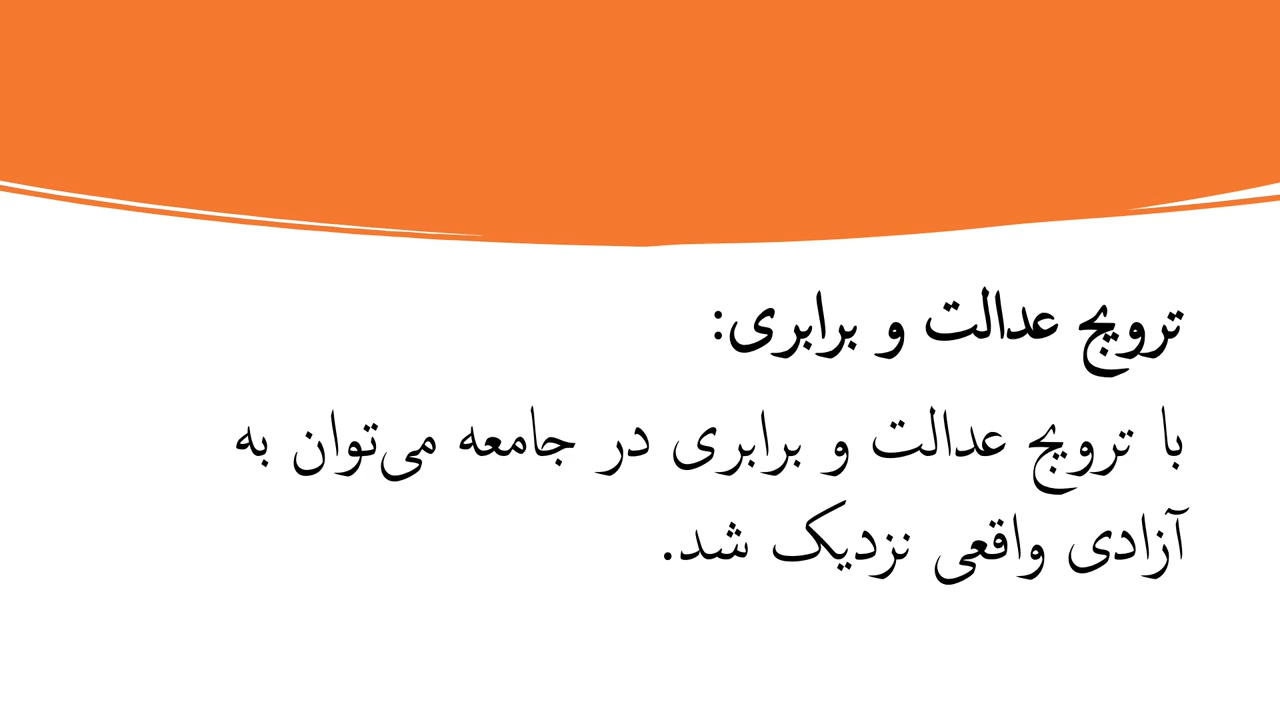 ترویج عدالت و برابری:
با ترویج عدالت و برابری در جامعه می‌توان به
آزادی واقعی نزدیک شد.